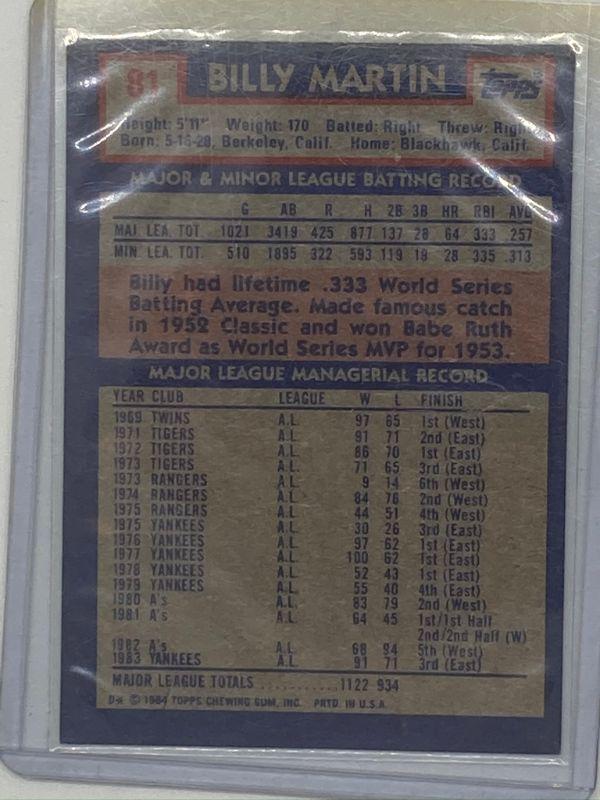 81 BILLY MARTIN TOPPS
Height: 5'11" Weight: 170 Batted: Right Threw: Right
Born: 5-16-28, Berkeley, Calif. Home: Blackhawk, Calif.
MAJOR & MINOR LEAGUE BATTING RECORD
G AB R H 2B 3B HR RBI AVG.
MAJ. LEA. TOT. 1021 3419 425 877 137 28 64 333 .257
MIN. LEA. TOT. 510 1895 322 593 119 19 28 335 .313
Billy had lifetime .333 World Series
Batting Average. Made famous catch
in 1952 Classic and won Babe Ruth
Award as World Series MVP for 1953.
MAJOR LEAGUE MANAGERIAL RECORD
YEAR CLUB LEAGUE W L FINISH
1969 TWINS A.L. 97 65 1st (West)
1971 TIGERS A.L. 91 71 2nd (East)
1972 TIGERS A.L. 86 70 1st (East)
1973 TIGERS A.L. 71 65 3rd (East)
1973 RANGERS A.L. 9 14 6th (West)
1974 RANGERS A.L. 84 76 2nd (West)
1975 RANGERS A.L. 44 51 4th (West)
1975 YANKEES A.L. 30 26 3rd (East)
1976 YANKEES A.L. 97 62 1st (East)
1977 YANKEES A.L. 100 62 1st (East)
1978 YANKEES A.L. 52 43 1st (East)
1979 YANKEES A.L. 55 40 4th (East)
1980 A's A.L. 83 79 2nd (West)
1981 A's A.L. 64 45 1st/1st Half
2nd/2nd Half (W)
1982 A's A.L. 68 94 5th (West)
1983 YANKEES A.L. 91 71 3rd (East)
MAJOR LEAGUE TOTALS ............ 1122 934
D* © 1984 TOPPS CHEWING GUM, INC. PRTD. IN U.S.A.